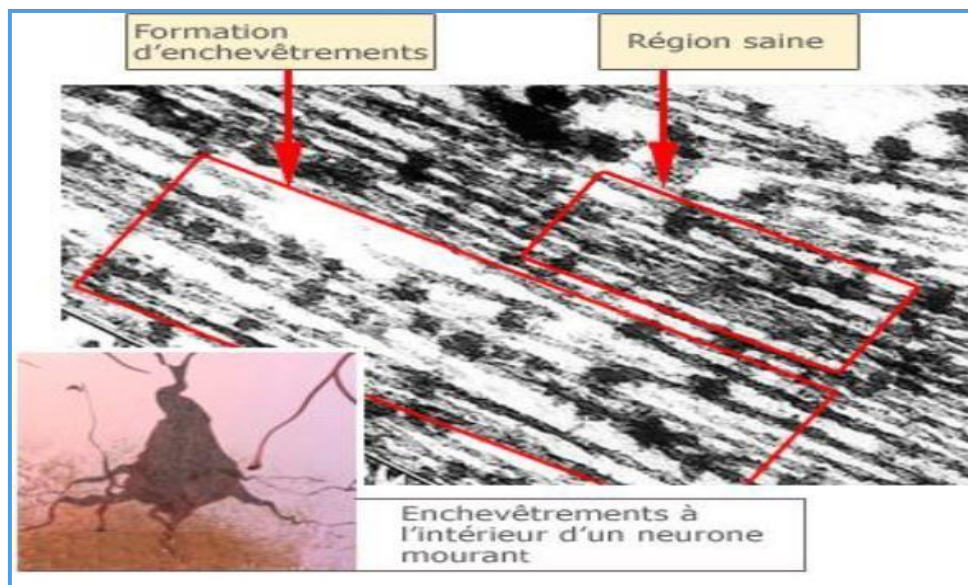 Formation
d'enchevêtrements
Région saine
Enchevêtrements à
l'intérieur d'un neurone
mourant